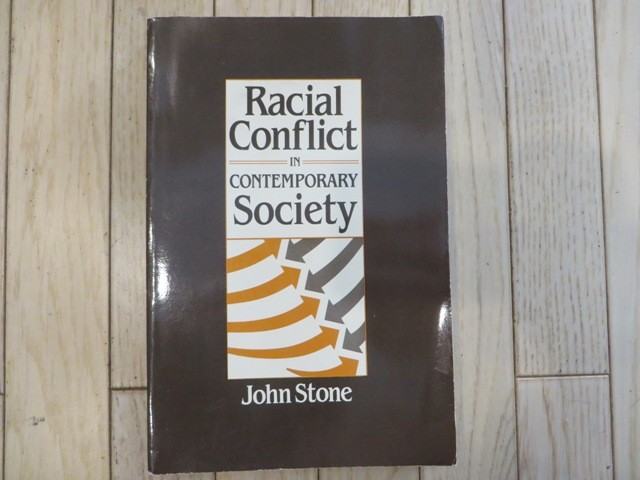 Racial
Conflict
IN
CONTEMPORARY
Society
John Stone